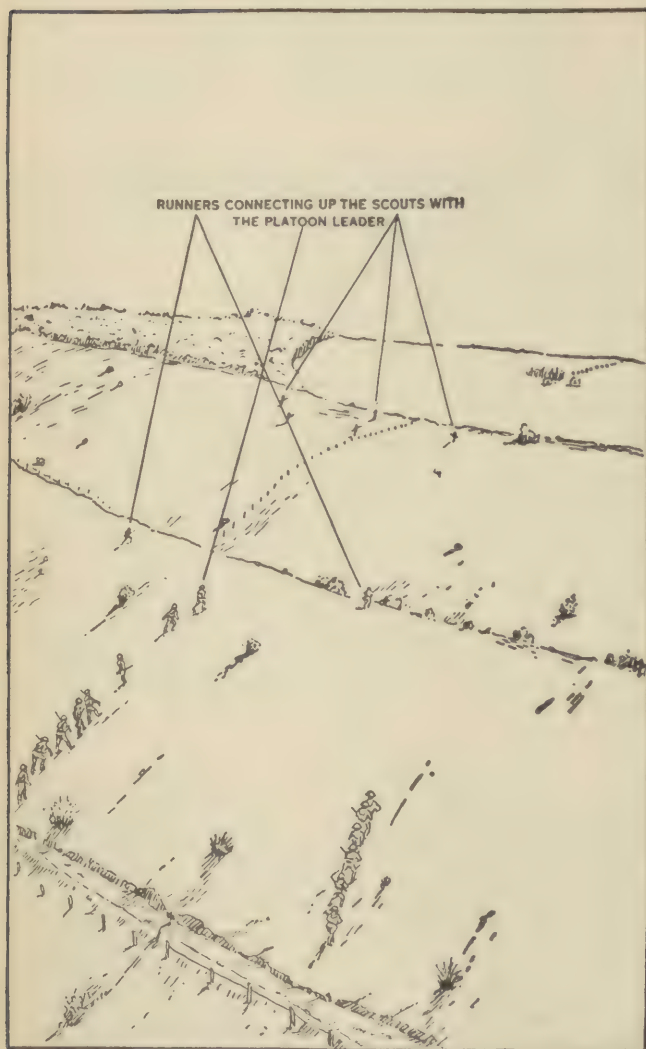 RUNNERS CONNECTING UP THE SCOUTS WITH
THE PLATOON LEADER